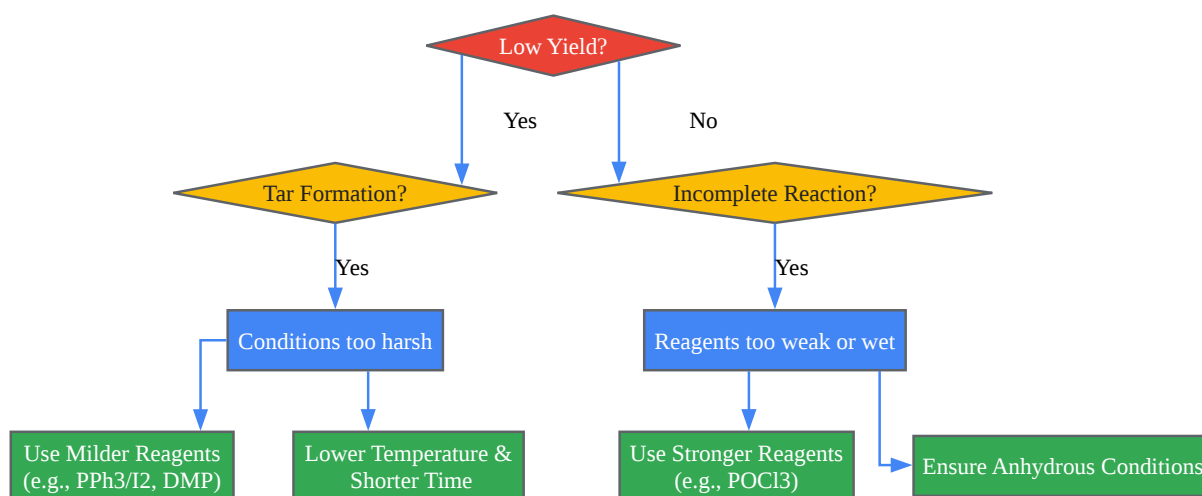 Low Yield?
Yes
No
Tar Formation?
Incomplete Reaction?
Yes
Yes
Conditions too harsh
Reagents too weak or wet
Use Milder Reagents
(e.g., PPh3/I2, DMP)
Lower Temperature &
Shorter Time
Use Stronger Reagents
(e.g., POCl3)
Ensure Anhydrous Conditions